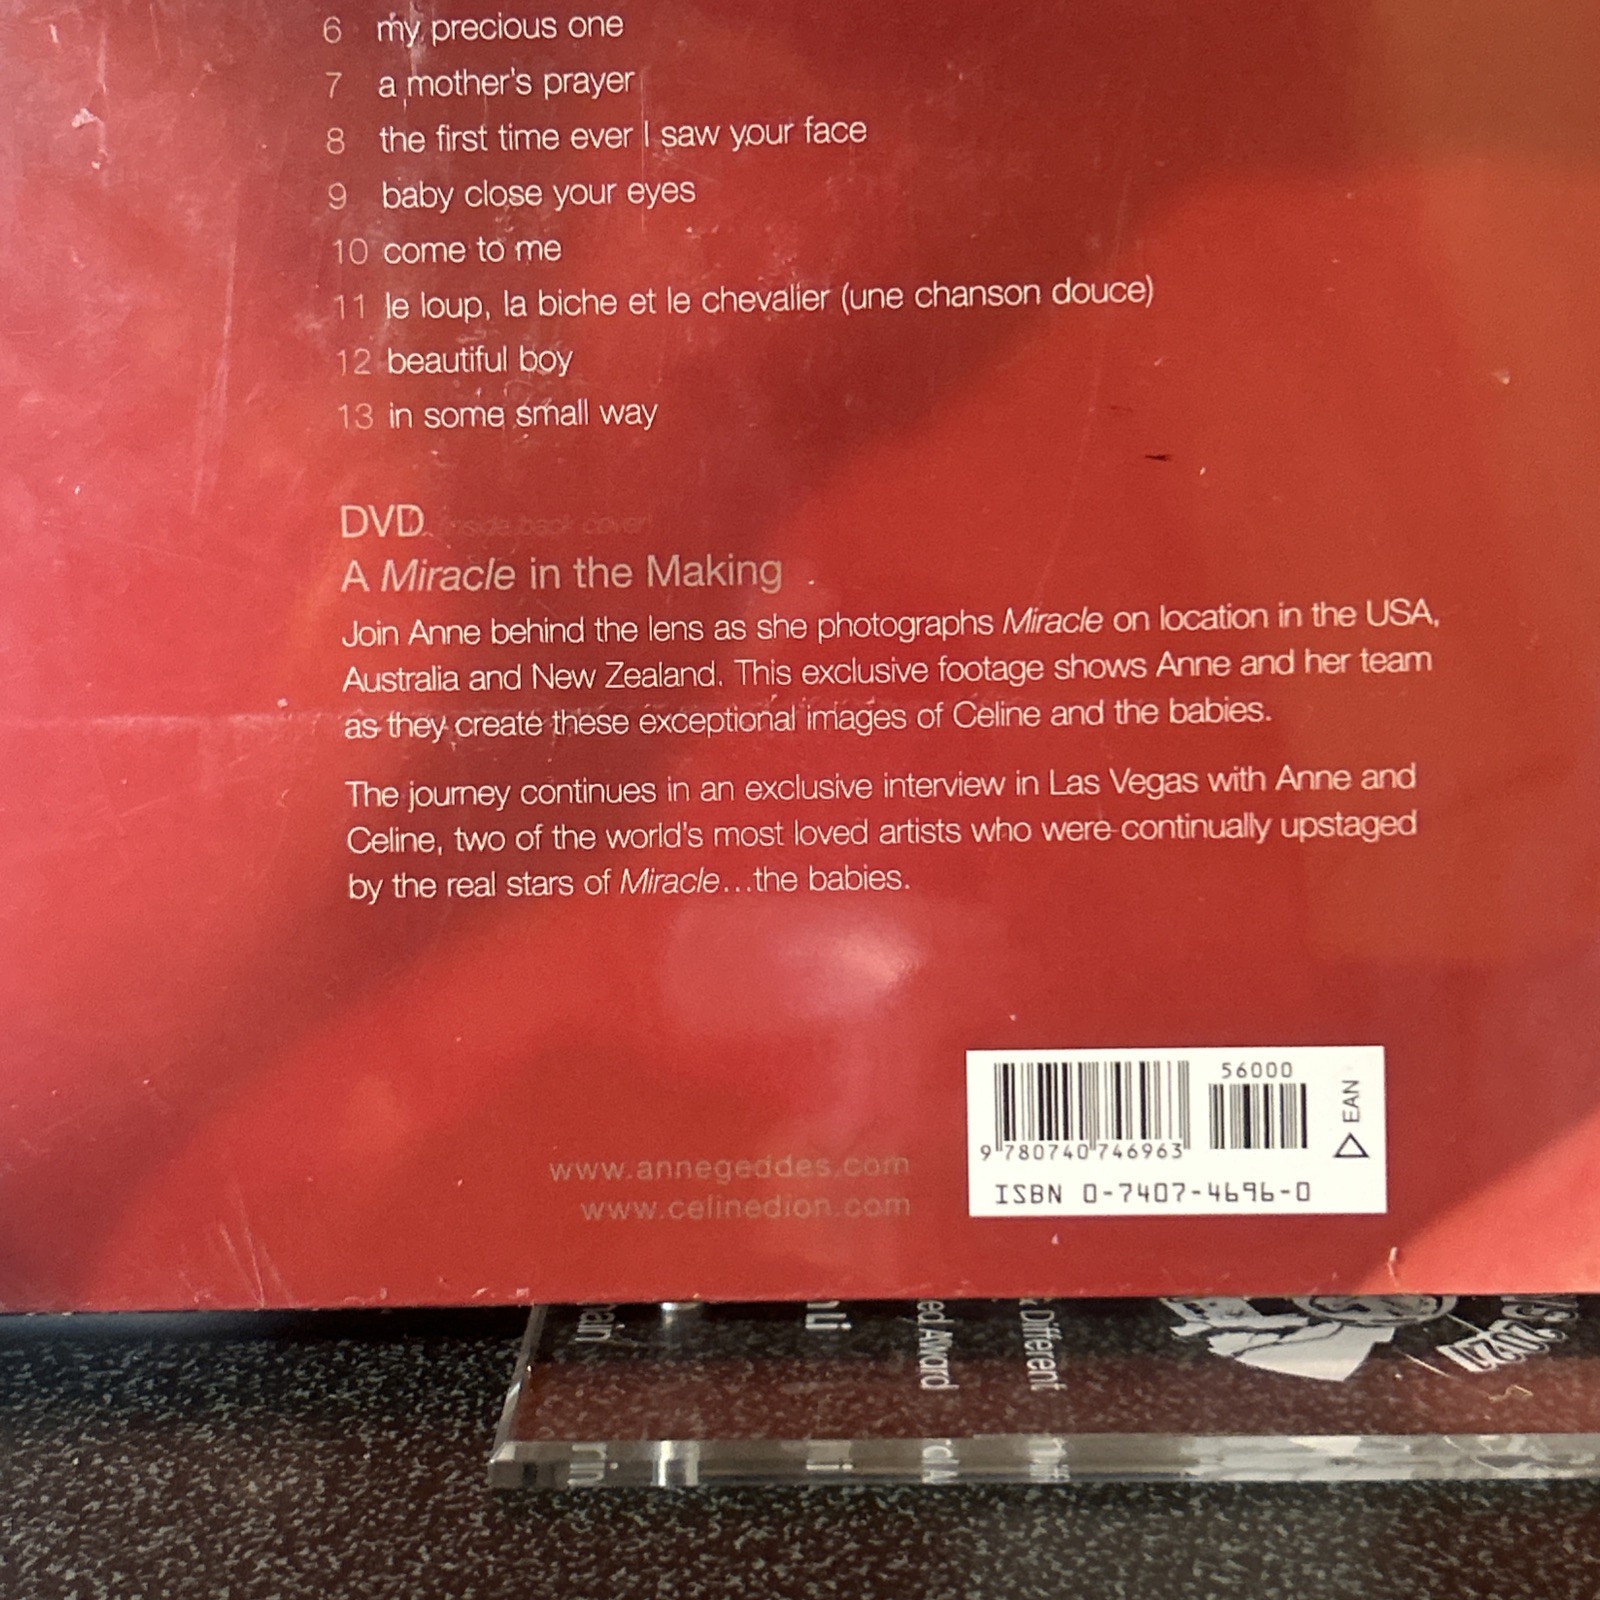 6 my precious one
7 a mother's prayer
8 the first time ever I saw your face
9 baby close your eyes
10 come to me
11 le loup, la biche et le chevalier (une chanson douce)
12 beautiful boy
13 in some small way
DVD inside back cover
A Miracle in the Making
Join Anne behind the lens as she photographs Miracle on location in the USA,
Australia and New Zealand. This exclusive footage shows Anne and her team
as they create these exceptional images of Celine and the babies.
The journey continues in an exclusive interview in Las Vegas with Anne and
Celine, two of the world's most loved artists who were continually upstaged
by the real stars of Miracle...the babies.
www.annegeddes.com
www.celinedion.com
56000
EAN
9 780740 746963
ISBN 0-7407-4696-0
Award
Different